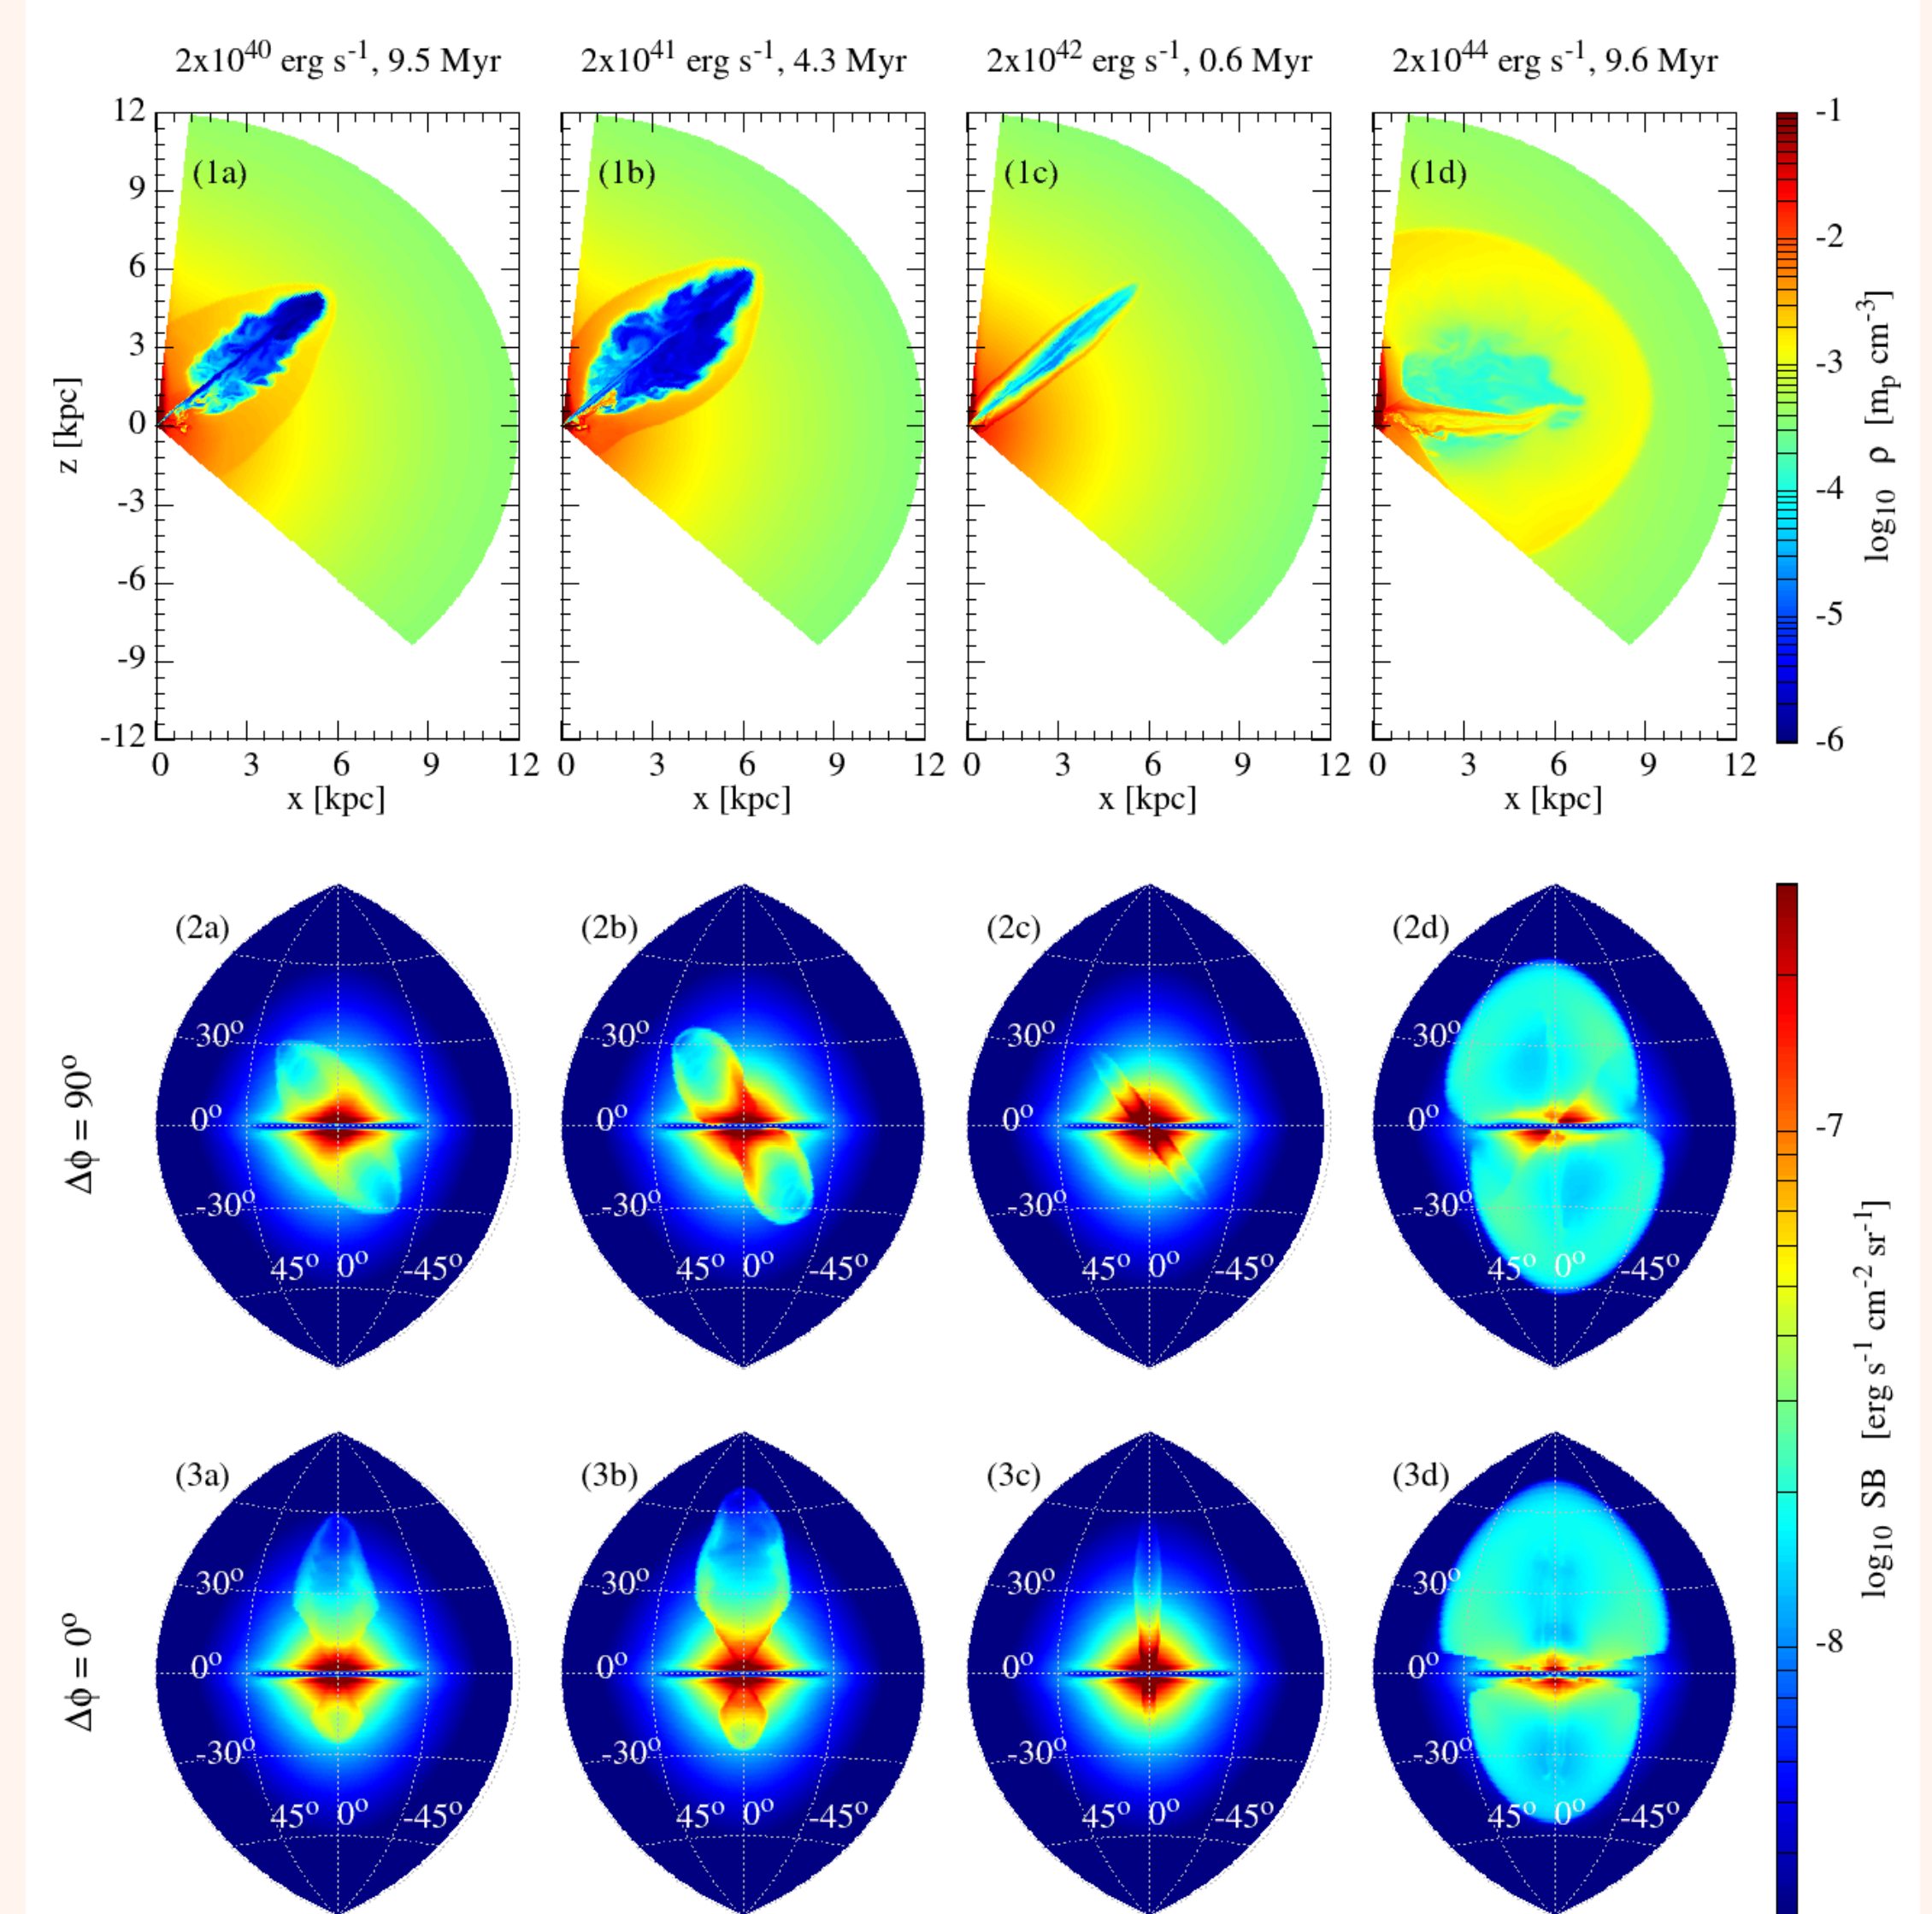 2x10^40 erg s^-1, 9.5 Myr
2x10^41 erg s^-1, 4.3 Myr
2x10^42 erg s^-1, 0.6 Myr
2x10^44 erg s^-1, 9.6 Myr
(1a)
(1b)
(1c)
(1d)
12
9
6
3
0
-3
-6
-9
-12
z [kpc]
0 3 6 9 12
0 3 6 9 12
0 3 6 9 12
0 3 6 9 12
x [kpc]
x [kpc]
x [kpc]
x [kpc]
-1
-2
-3
-4
-5
-6
log10 ρ [mp cm^-3]
Δϕ = 90°
(2a)
30°
0°
-30°
45° 0° -45°
(2b)
30°
0°
-30°
45° 0° -45°
(2c)
30°
0°
-30°
45° 0° -45°
(2d)
30°
0°
-30°
45° 0° -45°
Δϕ = 0°
(3a)
30°
0°
-30°
45° 0° -45°
(3b)
30°
0°
-30°
45° 0° -45°
(3c)
30°
0°
-30°
45° 0° -45°
(3d)
30°
0°
-30°
45° 0° -45°
-7
-8
log10 SB [erg s^-1 cm^-2 sr^-1]